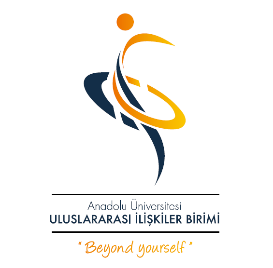 Anadolu Üniversitesi
ULUSLARARASI İLİŞKİLER BİRİMİ
"Beyond yourself"